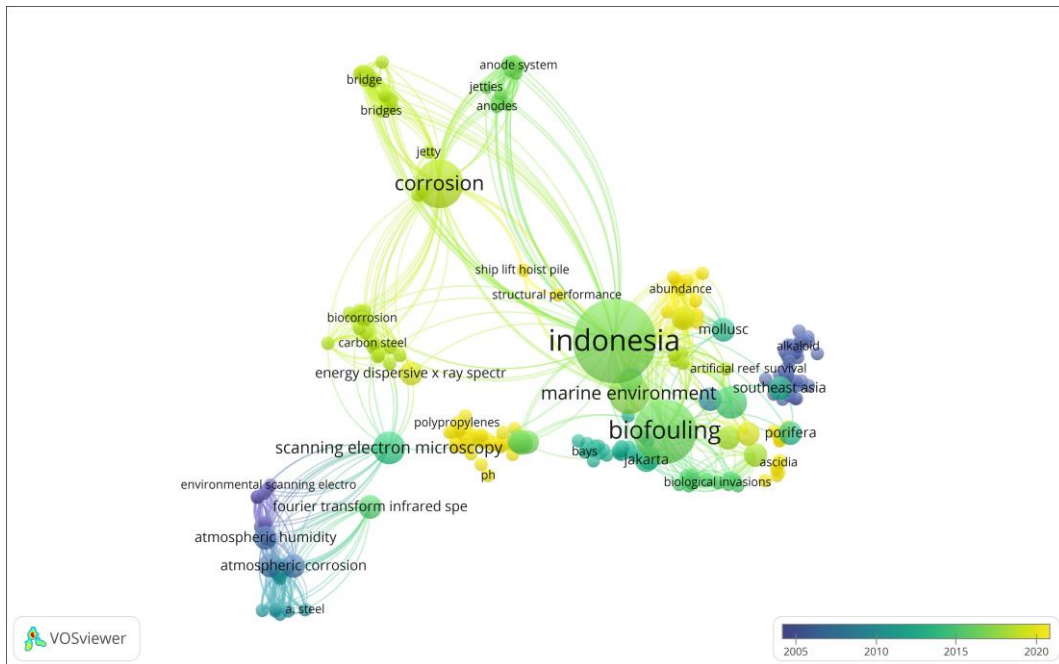 anode system
bridge
jetties
bridges
anodes
jetty
corrosion
ship lift hoist pile
structural performance
abundance
biocorrosion
mollusc
indonesia
carbon steel
alkaloid
artificial reef
survival
energy dispersive x ray spectr
southeast asia
marine environment
polypropylenes
biofouling
porifera
scanning electron microscopy
bays
jakarta
ascidia
ph
biological invasions
environmental scanning electro
fourier transform infrared spe
atmospheric humidity
atmospheric corrosion
a. steel
VOSviewer
2005 2010 2015 2020